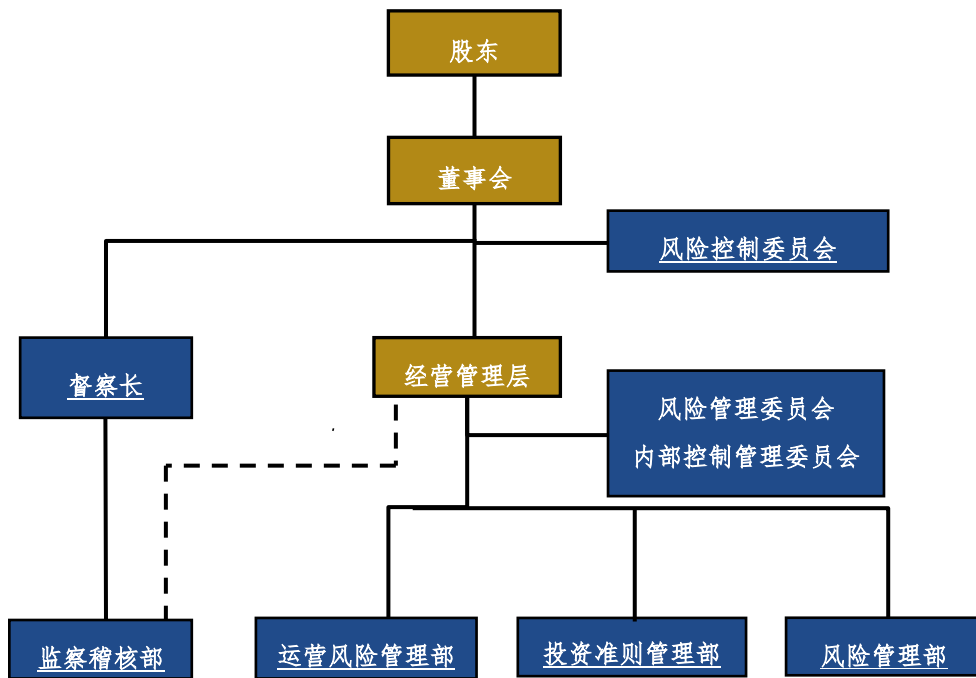 股东
董事会
风险控制委员会
督察长
经营管理层
风险管理委员会
内部控制管理委员会
监察稽核部
运营风险管理部
投资准则管理部
风险管理部